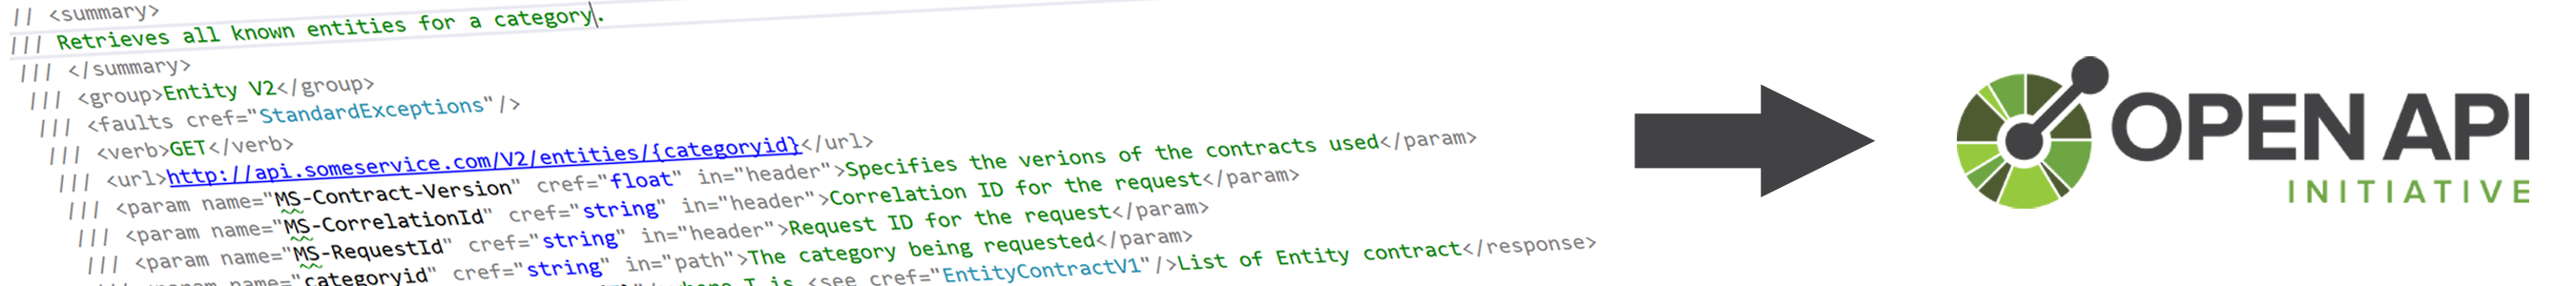 // <summary>
/// Retrieves all known entities for a category.
/// </summary>
/// <group>Entity V2</group>
/// <faults cref="StandardExceptions"/>
/// <verb>GET</verb>
/// <url>http://api.someservice.com/V2/entities/{categoryid}</url>
/// <param name="MS-Contract-Version" cref="float" in="header">Specifies the verions of the contracts used</param>
/// <param name="MS-CorrelationId" cref="string" in="header">Correlation ID for the request</param>
/// <param name="MS-RequestId" cref="string" in="header">Request ID for the request</param>
/// <param name="categoryid" cref="string" in="path">The category being requested</param>
T is <see cref="EntityContractV1"/>List of Entity contract</response>
OPEN API
INITIATIVE